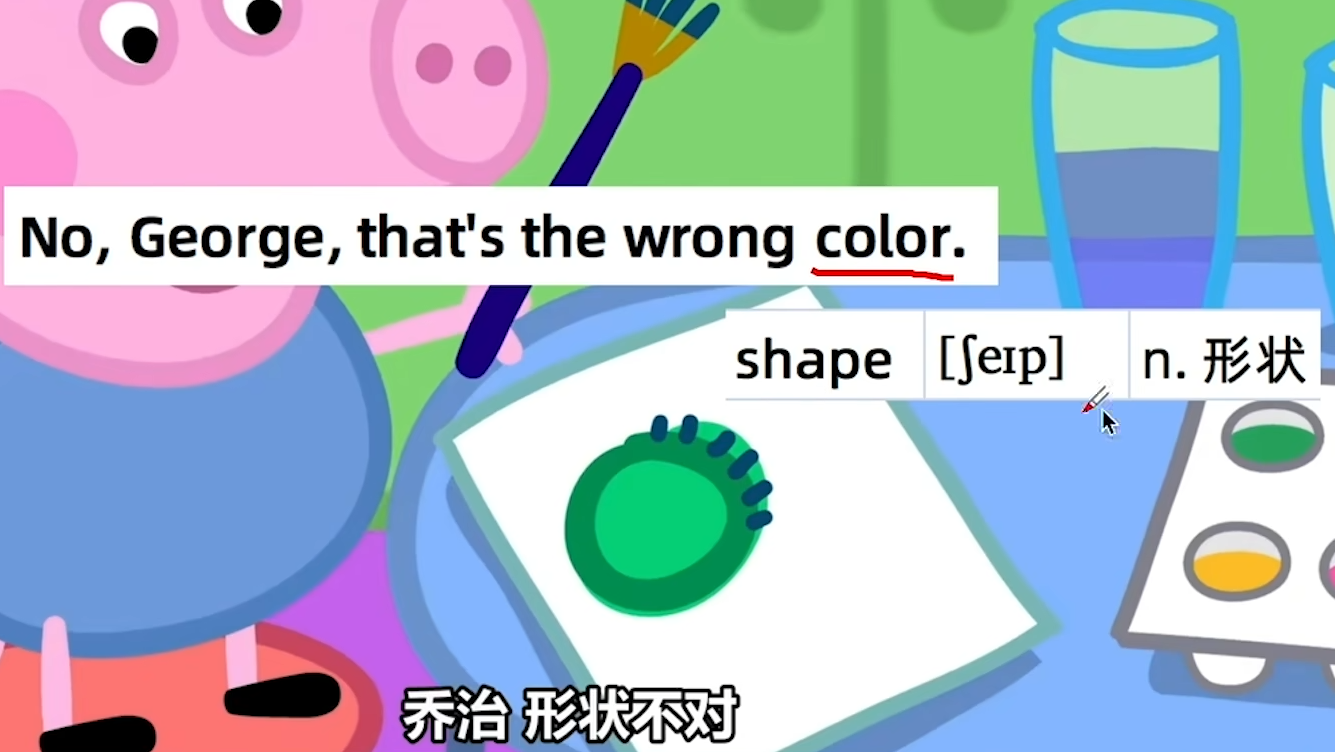 No, George, that's the wrong color.
shape [ʃeɪp] n. 形状
乔治 形状不对